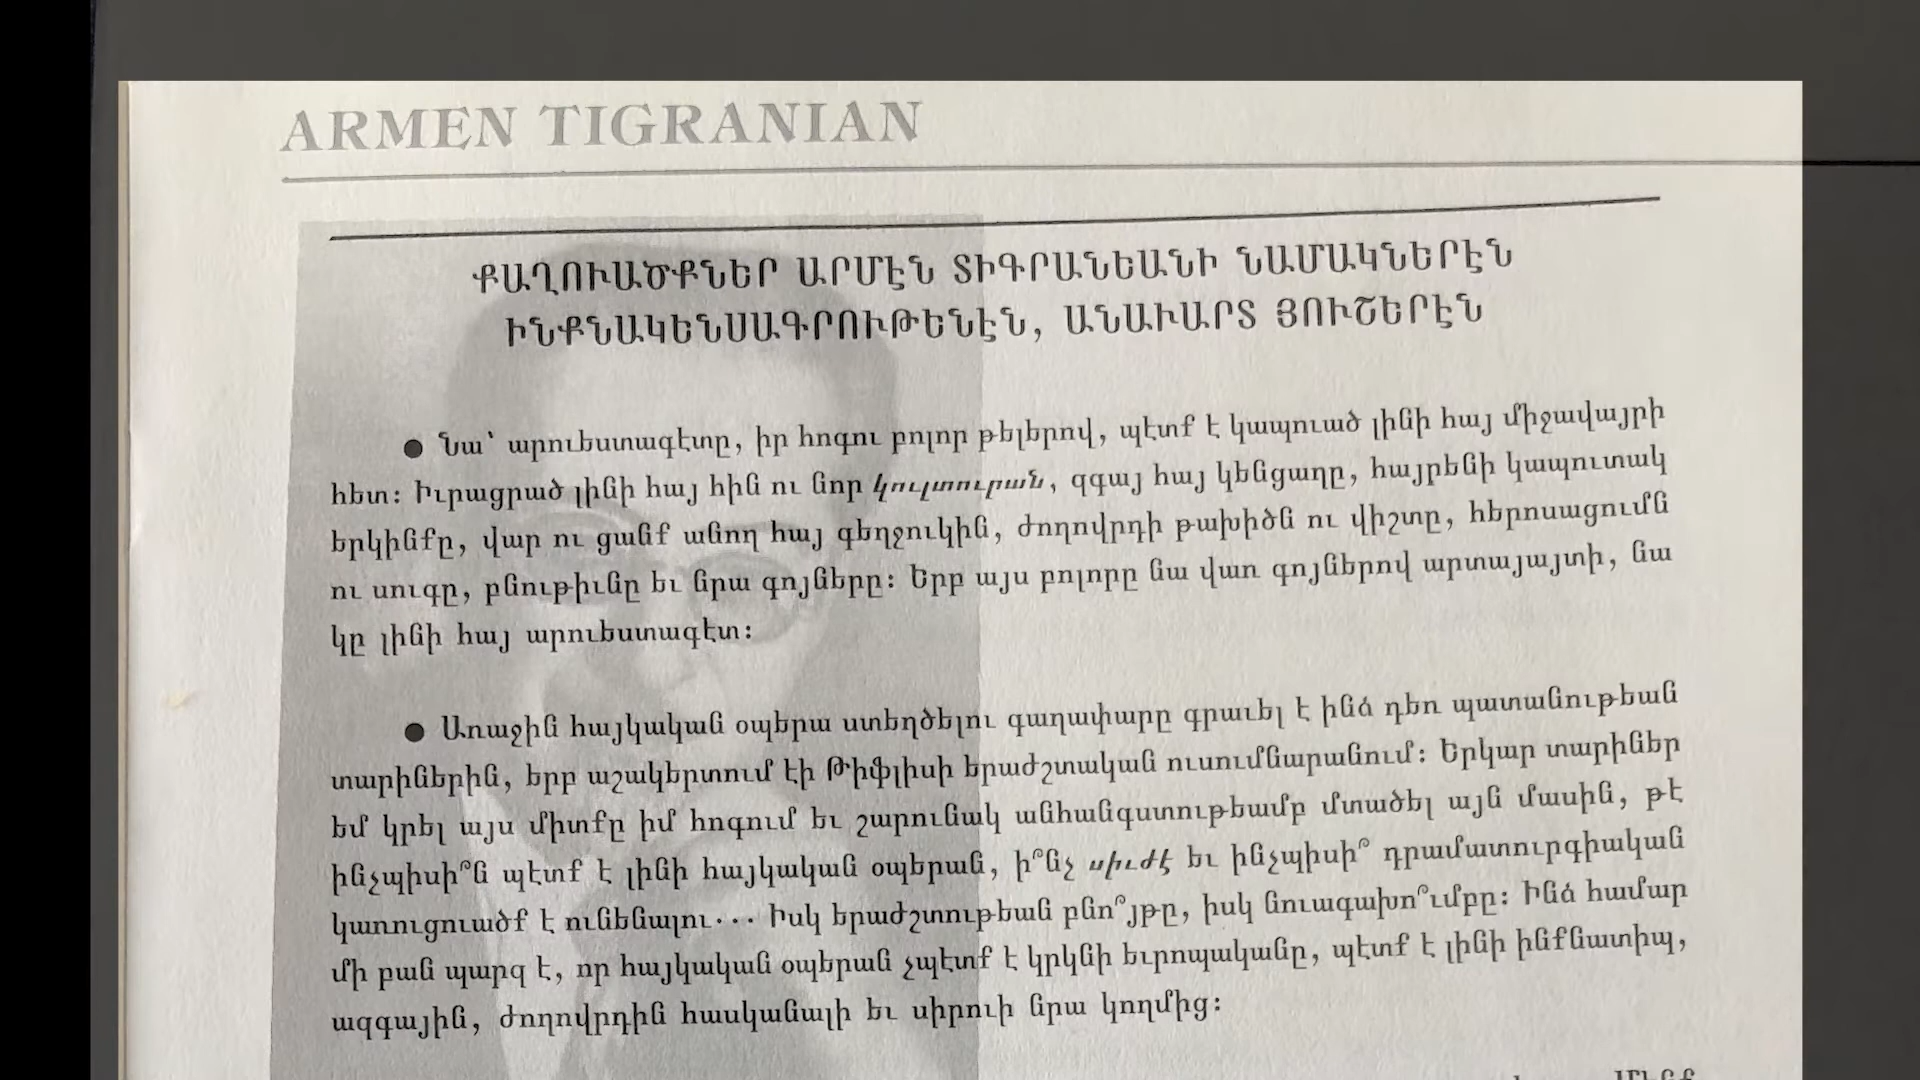 ARMEN TIGRANIAN
ՔԱՂՈՒԱԾՔՆԵՐ ԱՐՄԷՆ ՏԻԳՐԱՆԵԱՆԻ ՆԱՄԱԿՆԵՐԷՆ
ԻՆՔՆԱԿԵՆՍԱԳՐՈՒԹԵՆԷՆ, ԱՆԱՒԱՐՏ ՅՈՒՇԵՐԷՆ
● Նա՝ արուեստագէտը, իր հոգու բոլոր թելերով, պէտք է կապուած լինի հայ միջավայրի
հետ։ Իւրացրած լինի հայ հին ու նոր կուլտուրան, զգայ հայ կենցաղը, հայրենի կապուտակ
երկինքը, վար ու ցանք անող հայ գեղջուկին, ժողովրդի թախիծն ու վիշտը, հերոսացումն
ու սուգը, բնութիւնը եւ նրա գոյները։ Երբ այս բոլորը նա վառ գոյներով արտայայտի, նա
կը լինի հայ արուեստագէտ։
● Առաջին հայկական օպերա ստեղծելու գաղափարը գրաւել է ինձ դեռ պատանութեան
տարիներին, երբ աշակերտում էի Թիֆլիսի երաժշտական ուսումնարանում։ Երկար տարիներ
եմ կրել այս միտքը իմ հոգում եւ շարունակ անհանգստութեամբ մտածել այն մասին, թէ
ինչպիսի՞ն պէտք է լինի հայկական օպերան, ի՞նչ սիւժէ եւ ինչպիսի՞ դրամատուրգիական
կառուցուածք է ունենալու... Իսկ երաժշտութեան բնո՞յթը, իսկ նուագախո՞ւմբը։ Ինձ համար
մի բան պարզ է, որ հայկական օպերան չպէտք է կրկնի եւրոպականը, պէտք է լինի ինքնատիպ,
ազգային, ժողովրդին հասկանալի եւ սիրուի նրա կողմից։